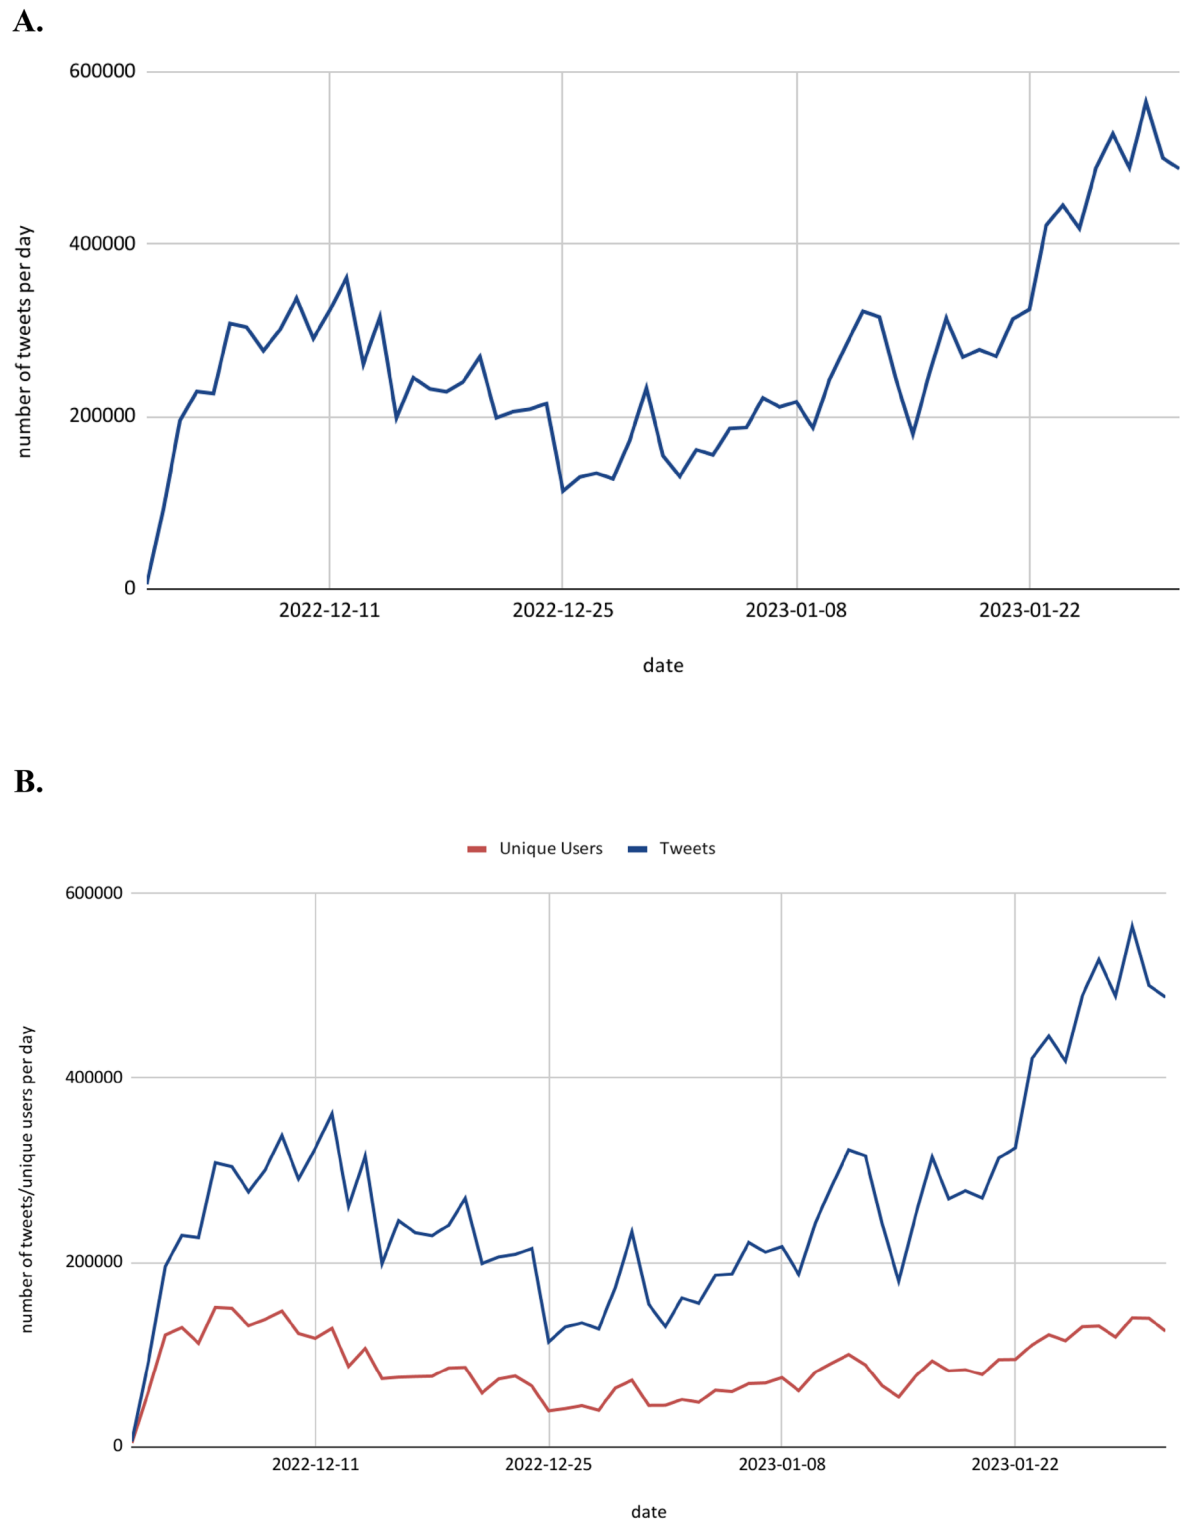 A.
600000
400000
200000
0
number of tweets per day
2022-12-11 2022-12-25 2023-01-08 2023-01-22
date
B.
Unique Users Tweets
600000
400000
200000
0
number of tweets/unique users per day
2022-12-11 2022-12-25 2023-01-08 2023-01-22
date